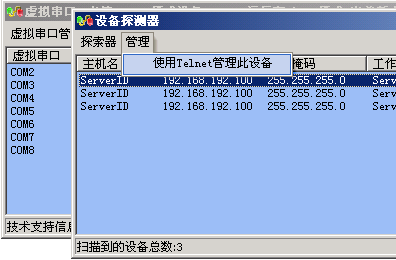 虚拟串口管
设备探测器
虚拟串口管
探索器 管理
虚拟串口
使用Telnet管理此设备
主机名 掩码 工作
COM2
COM3
COM4
COM5
COM6
COM7
COM8
ServerID 192.168.192.100 255.255.255.0 Serv
ServerID 192.168.192.100 255.255.255.0 Serv
ServerID 192.168.192.100 255.255.255.0 Serv
技术支持信息
扫描到的设备总数:3